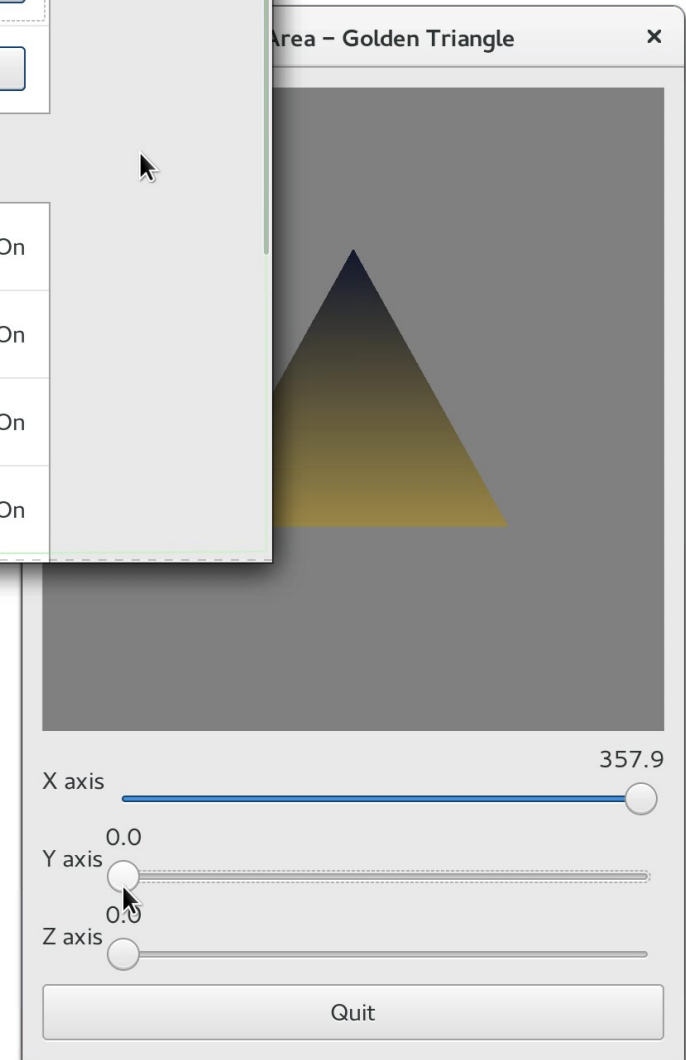 Area – Golden Triangle
On
On
On
On
357.9
X axis
0.0
Y axis
0.0
Z axis
Quit